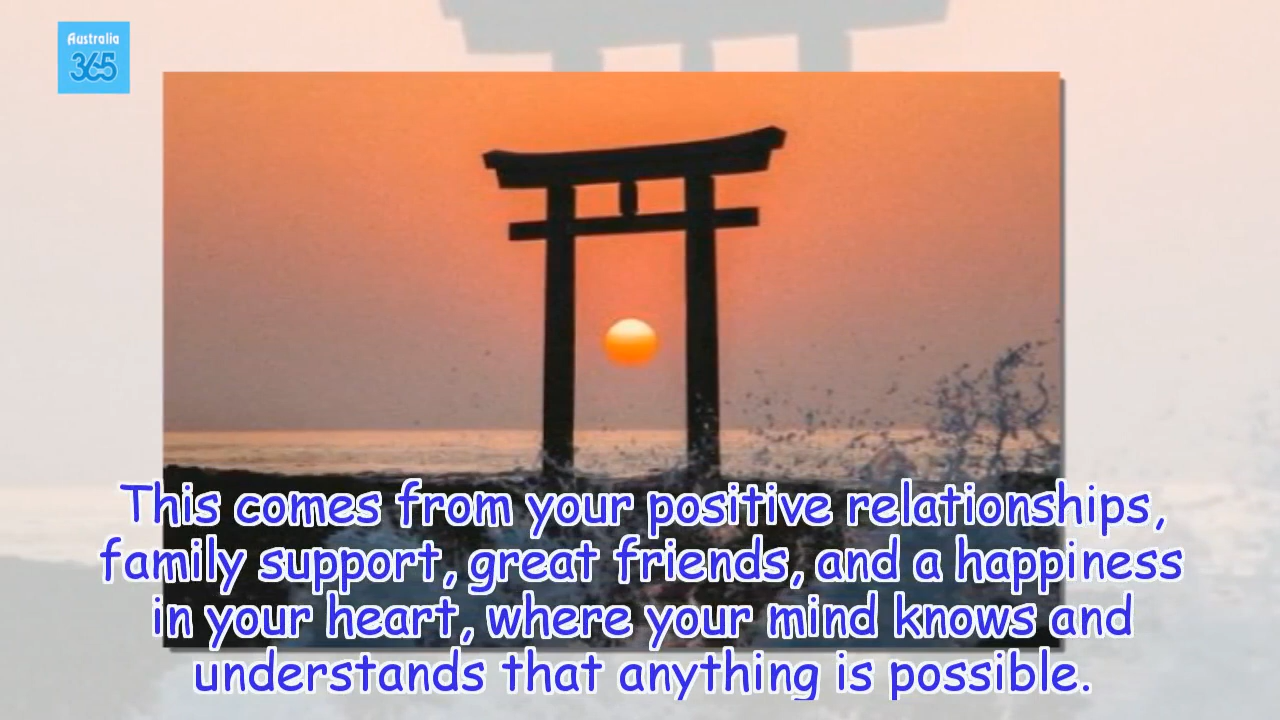 Australia
365
This comes from your positive relationships,
family support, great friends, and a happiness
in your heart, where your mind knows and
understands that anything is possible.